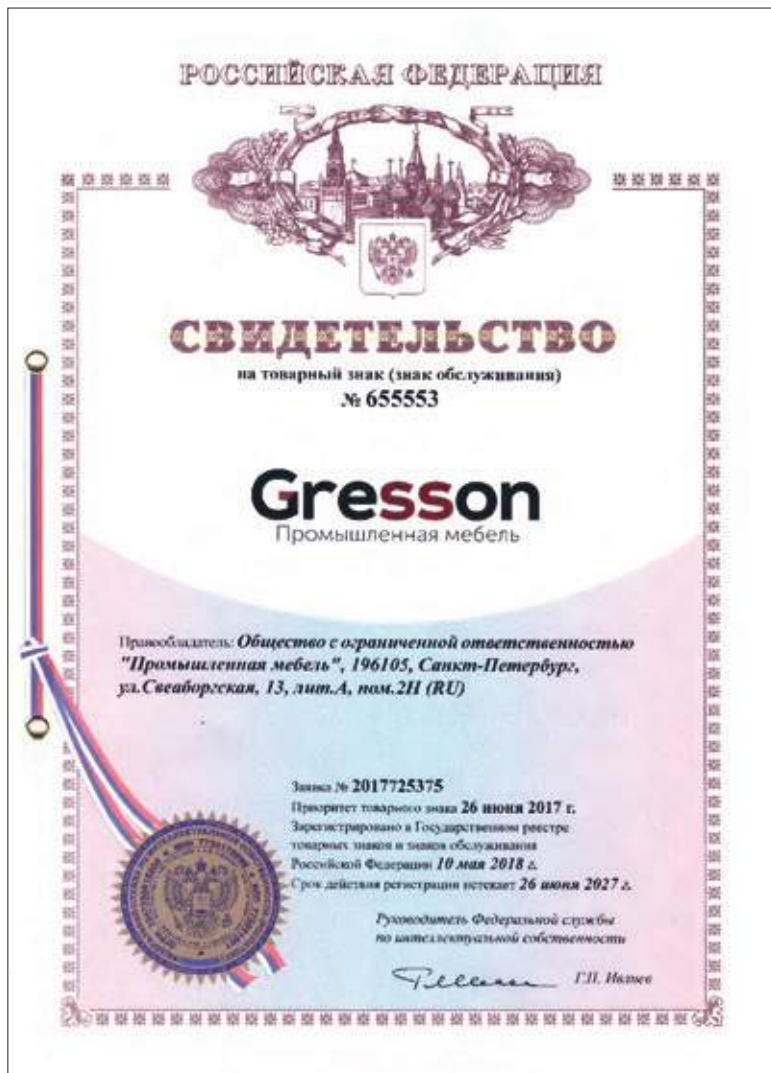 РОССИЙСКАЯ ФЕДЕРАЦИЯ
СВИДЕТЕЛЬСТВО
на товарный знак (знак обслуживания)
№ 655553
Gresson
Промышленная мебель
Правообладатель: Общество с ограниченной ответственностью
"Промышленная мебель", 196105, Санкт-Петербург,
ул.Свеаборгская, 13, лит.А, пом.2Н (RU)
Заявка № 2017725375
Приоритет товарного знака 26 июня 2017 г.
Зарегистрировано в Государственном реестре
товарных знаков и знаков обслуживания
Российской Федерации 10 мая 2018 г.
Срок действия регистрации истекает 26 июня 2027 г.
Руководитель Федеральной службы
по интеллектуальной собственности
Г.П. Ивлиев